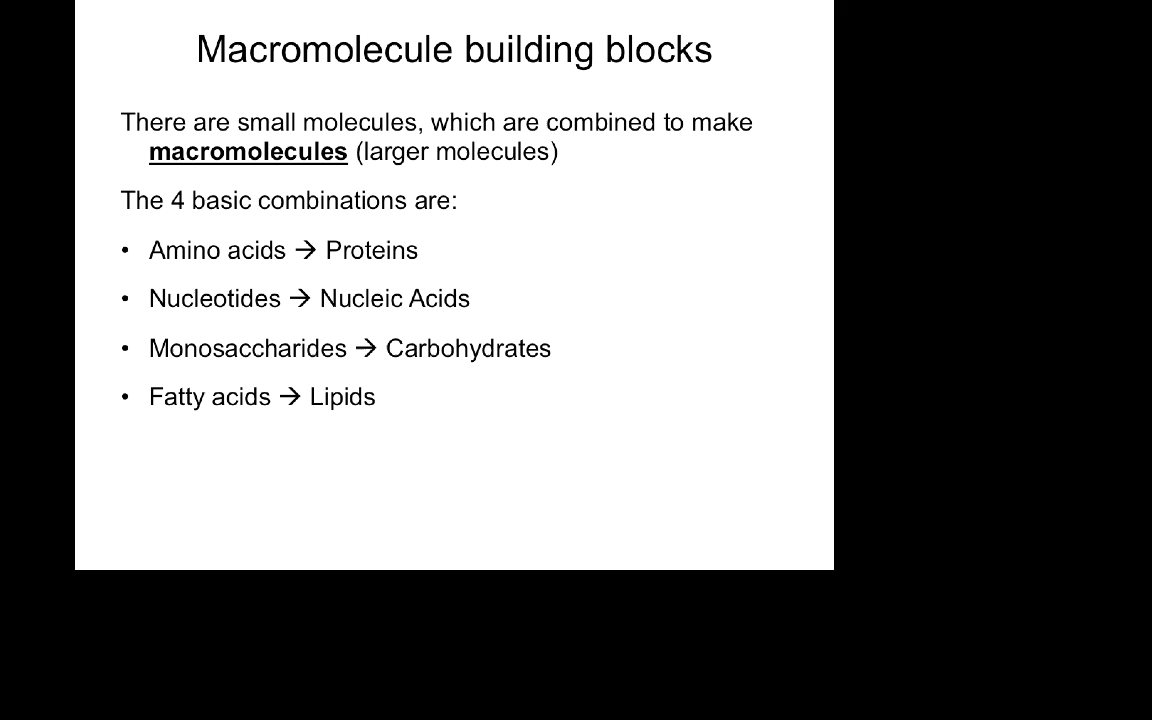 Macromolecule building blocks
There are small molecules, which are combined to make
macromolecules (larger molecules)
The 4 basic combinations are:
• Amino acids → Proteins
• Nucleotides → Nucleic Acids
• Monosaccharides → Carbohydrates
• Fatty acids → Lipids